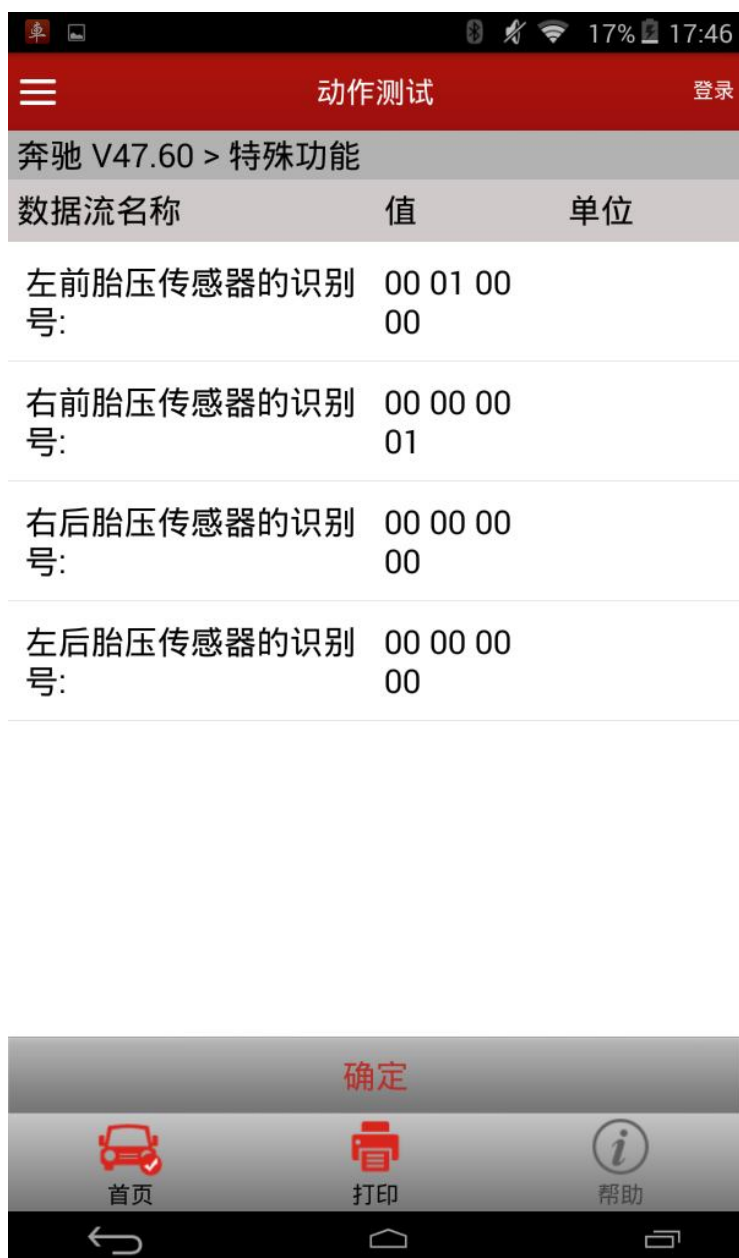 車 17% 17:46
动作测试 登录
奔驰 V47.60 > 特殊功能
数据流名称 值 单位
左前胎压传感器的识别 00 01 00
号: 00
右前胎压传感器的识别 00 00 00
号: 01
右后胎压传感器的识别 00 00 00
号: 00
左后胎压传感器的识别 00 00 00
号: 00
确定
首页 打印 帮助